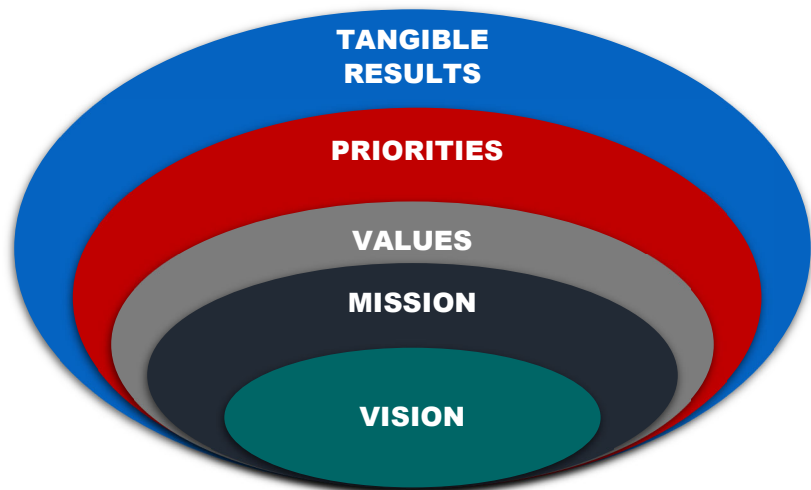 TANGIBLE
RESULTS
PRIORITIES
VALUES
MISSION
VISION